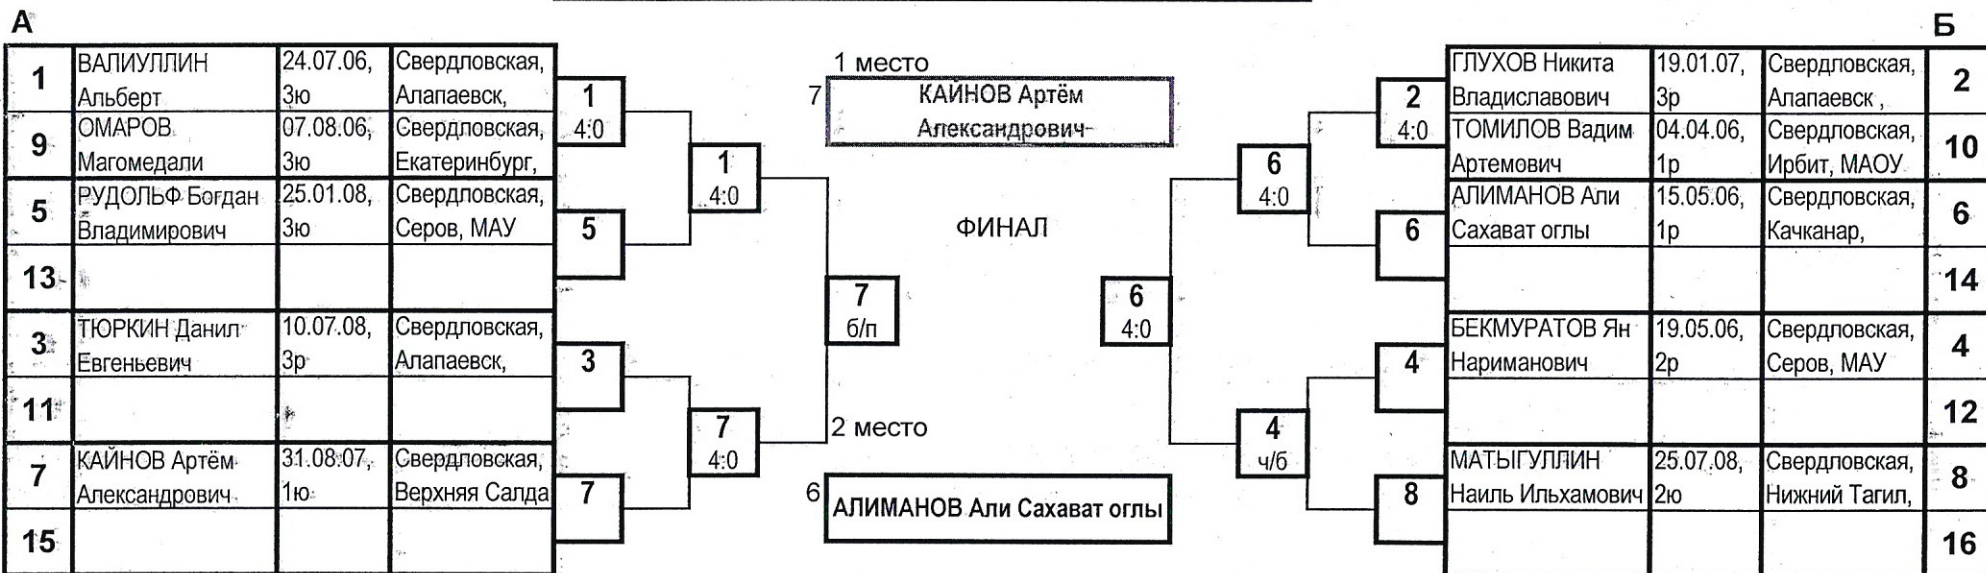 А
Б
1 ВАЛИУЛЛИН 24.07.06, Свердловская,
Альберт 3ю Алапаевск,
9 ОМАРОВ 07.08.06, Свердловская,
Магомедали 3ю Екатеринбург,
5 РУДОЛЬФ Богдан 25.01.08, Свердловская,
Владимирович 3ю Серов, МАУ
13
3 ТЮРКИН Данил 10.07.08, Свердловская,
Евгеньевич 3р Алапаевск,
11
7 КАЙНОВ Артём 31.08.07, Свердловская,
Александрович 1ю Верхняя Салда
15
1
4:0
5
3
7
1
4:0
7
4:0
7
б/п
1 место
7 КАЙНОВ Артём
Александрович
ФИНАЛ
2 место
6 АЛИМАНОВ Али Сахават оглы
6
4:0
6
4:0
4
ч/б
2
4:0
6
4
8
ГЛУХОВ Никита 19.01.07, Свердловская, 2
Владиславович 3р Алапаевск ,
ТОМИЛОВ Вадим 04.04.06, Свердловская, 10
Артемович 1р Ирбит, МАОУ
АЛИМАНОВ Али 15.05.06, Свердловская, 6
Сахават оглы 1р Качканар,
14
БЕКМУРАТОВ Ян 19.05.06, Свердловская, 4
Нариманович 2р Серов, МАУ
12
МАТЫГУЛЛИН 25.07.08, Свердловская, 8
Наиль Ильхамович 2ю Нижний Тагил,
16